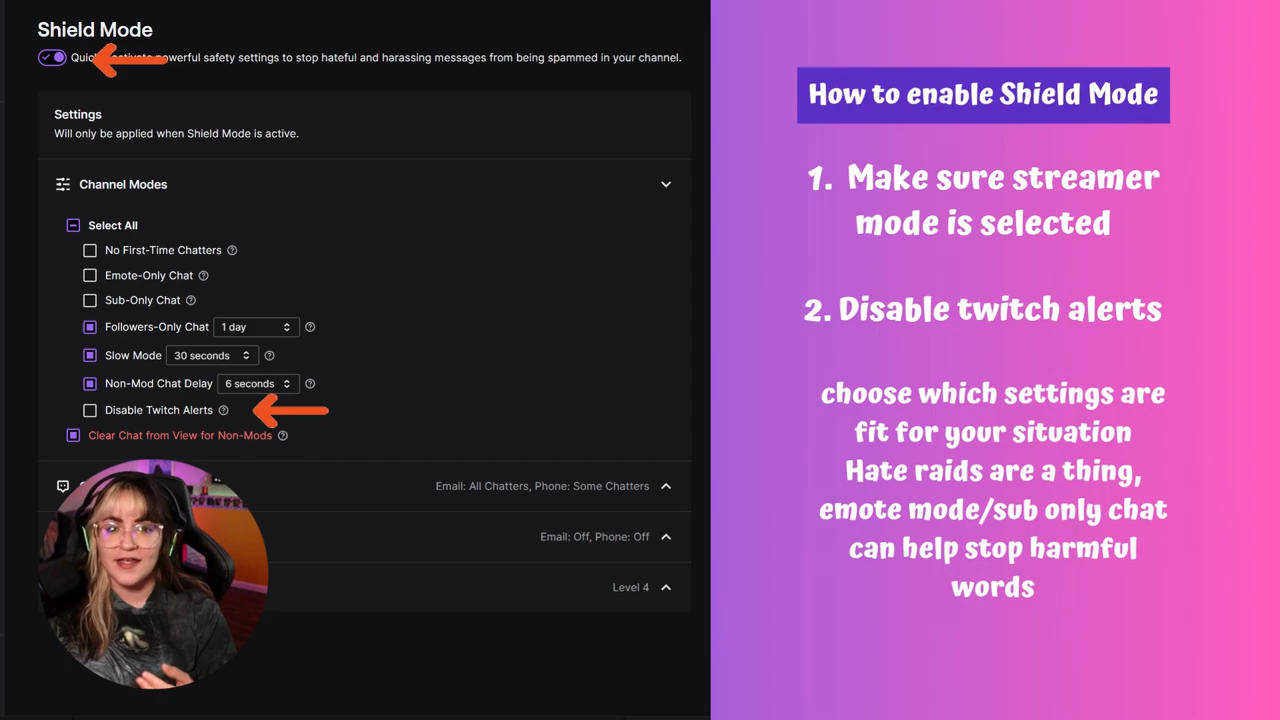 Shield Mode
powerful safety settings to stop hateful and harassing messages from being spammed in your channel.
Settings
Will only be applied when Shield Mode is active.
Channel Modes
Select All
No First-Time Chatters
Emote-Only Chat
Sub-Only Chat
Followers-Only Chat 1 day
Slow Mode 30 seconds
Non-Mod Chat Delay 6 seconds
Disable Twitch Alerts
Clear Chat from View for Non-Mods
Email: All Chatters, Phone: Some Chatters
Email: Off, Phone: Off
Level 4
How to enable Shield Mode
1. Make sure streamer
mode is selected
2. Disable twitch alerts
choose which settings are
fit for your situation
Hate raids are a thing,
emote mode/sub only chat
can help stop harmful
words